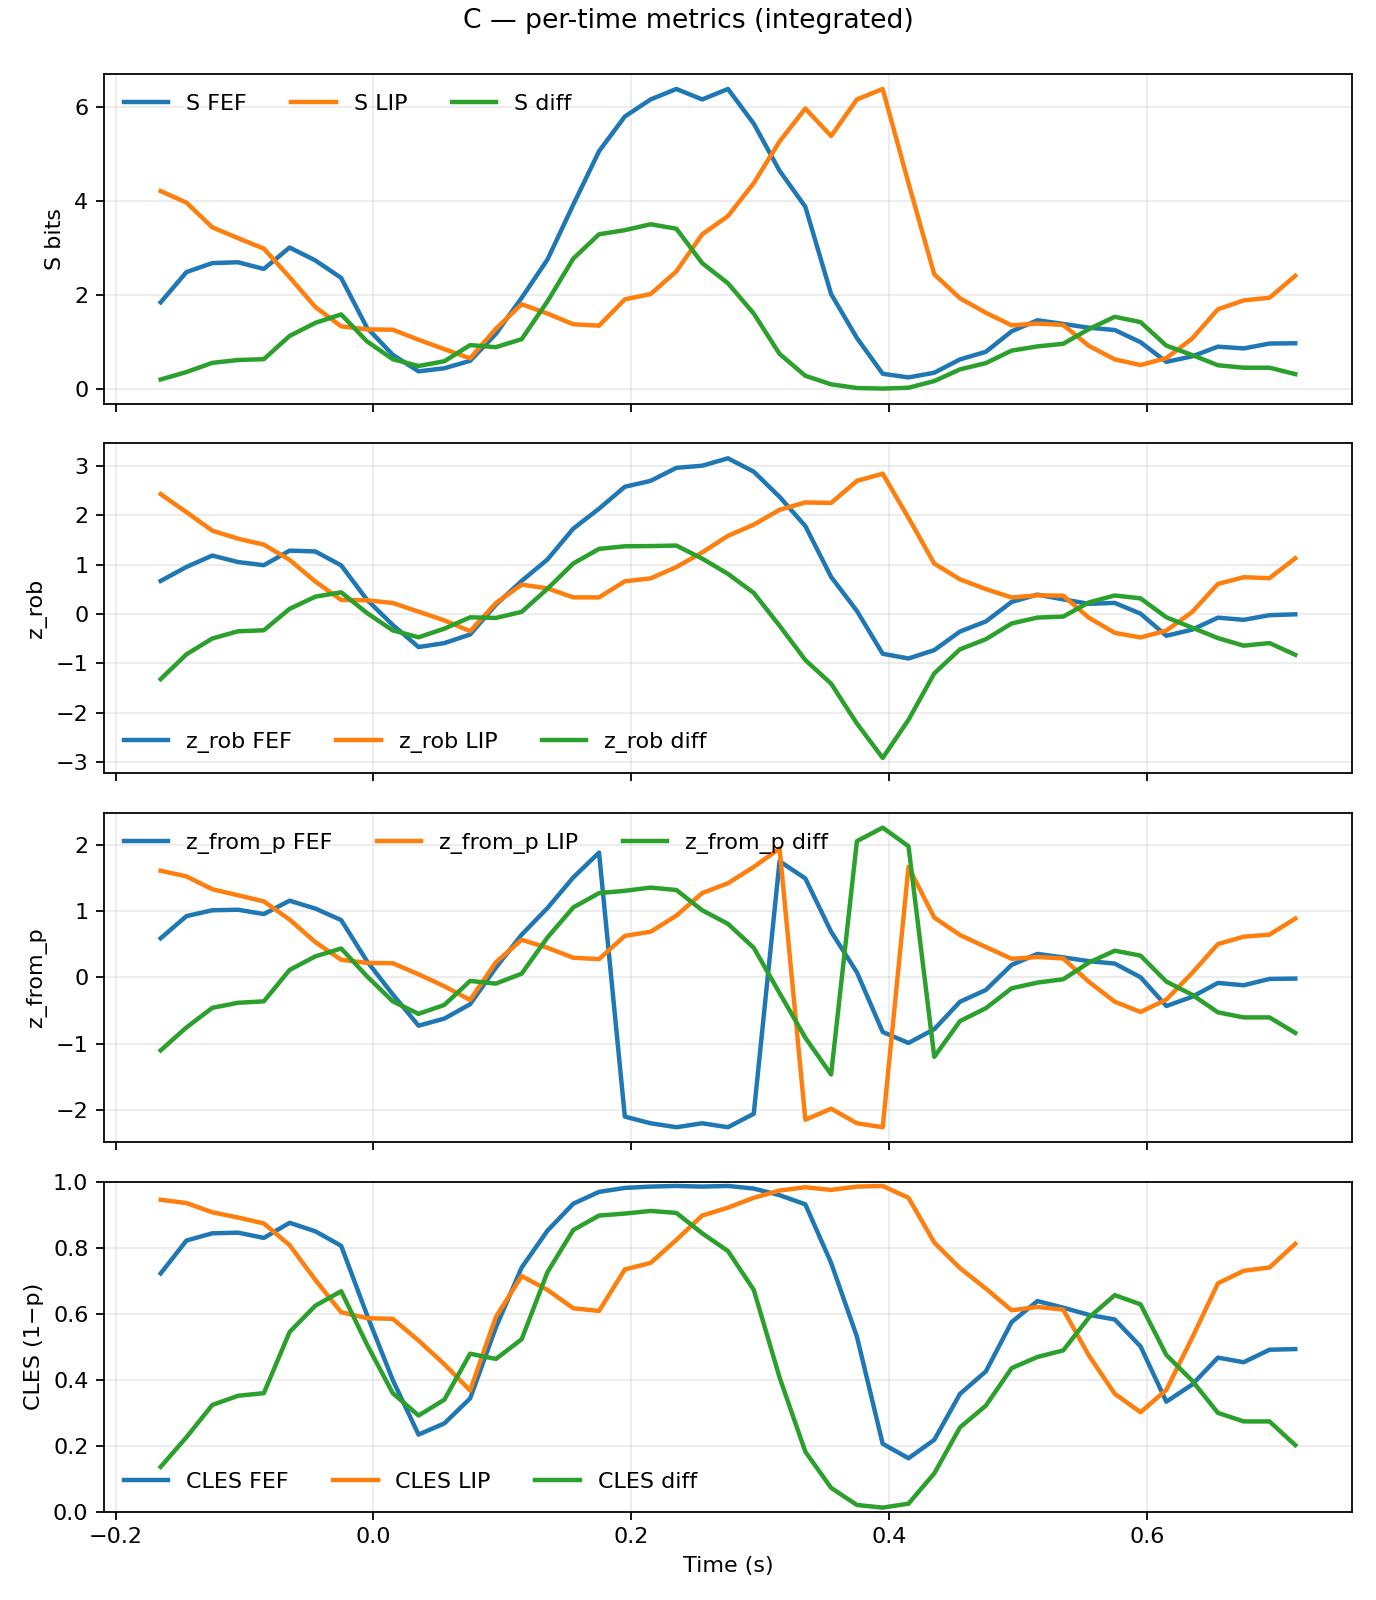 C — per-time metrics (integrated)
S FEF S LIP S diff
6
4
2
0
S bits
3
2
1
0
−1
−2
−3
z_rob
z_rob FEF z_rob LIP z_rob diff
z_from_p FEF z_from_p LIP z_from_p diff
2
1
0
−1
−2
z_from_p
1.0
0.8
0.6
0.4
0.2
0.0
CLES (1−p)
CLES FEF CLES LIP CLES diff
−0.2 0.0 0.2 0.4 0.6
Time (s)